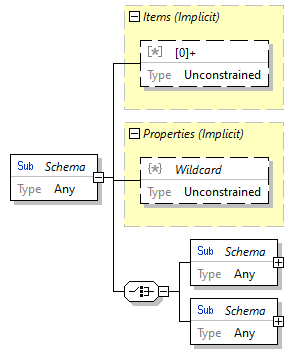 Items (Implicit)
[*] [0]+
Type Unconstrained
Properties (Implicit)
{*} Wildcard
Type Unconstrained
Sub Schema
Type Any
Sub Schema
Type Any
Sub Schema
Type Any